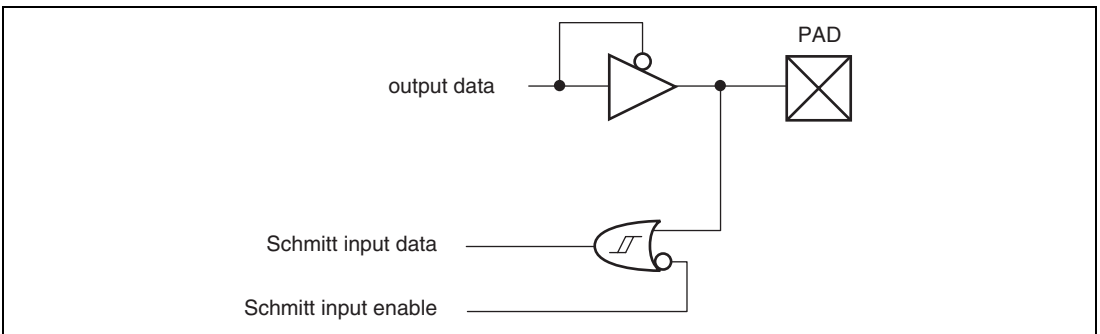 PAD
output data
Schmitt input data
Schmitt input enable